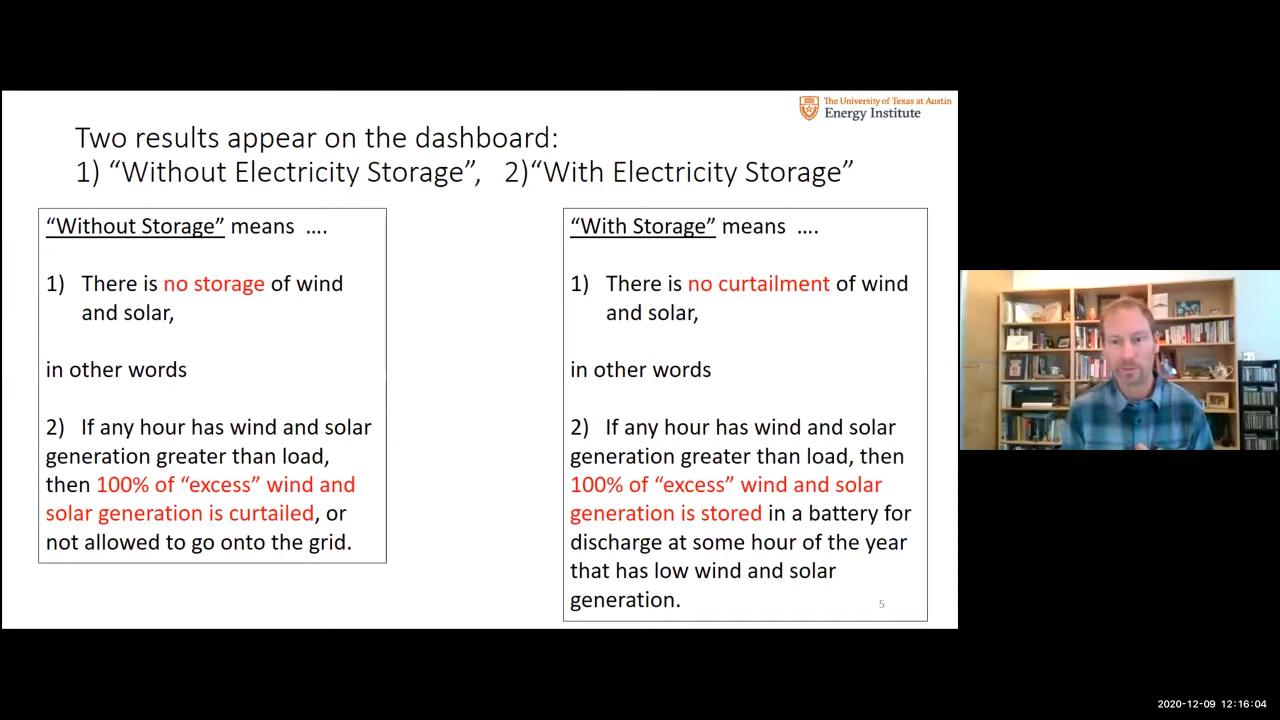 The University of Texas at Austin
Energy Institute
Two results appear on the dashboard:
1) “Without Electricity Storage”, 2)“With Electricity Storage”
“Without Storage” means ….
1) There is no storage of wind
and solar,
in other words
2) If any hour has wind and solar
generation greater than load,
then 100% of “excess” wind and
solar generation is curtailed, or
not allowed to go onto the grid.
“With Storage” means ….
1) There is no curtailment of wind
and solar,
in other words
2) If any hour has wind and solar
generation greater than load, then
100% of “excess” wind and solar
generation is stored in a battery for
discharge at some hour of the year
that has low wind and solar
generation.
5
2020-12-09 12:16:04